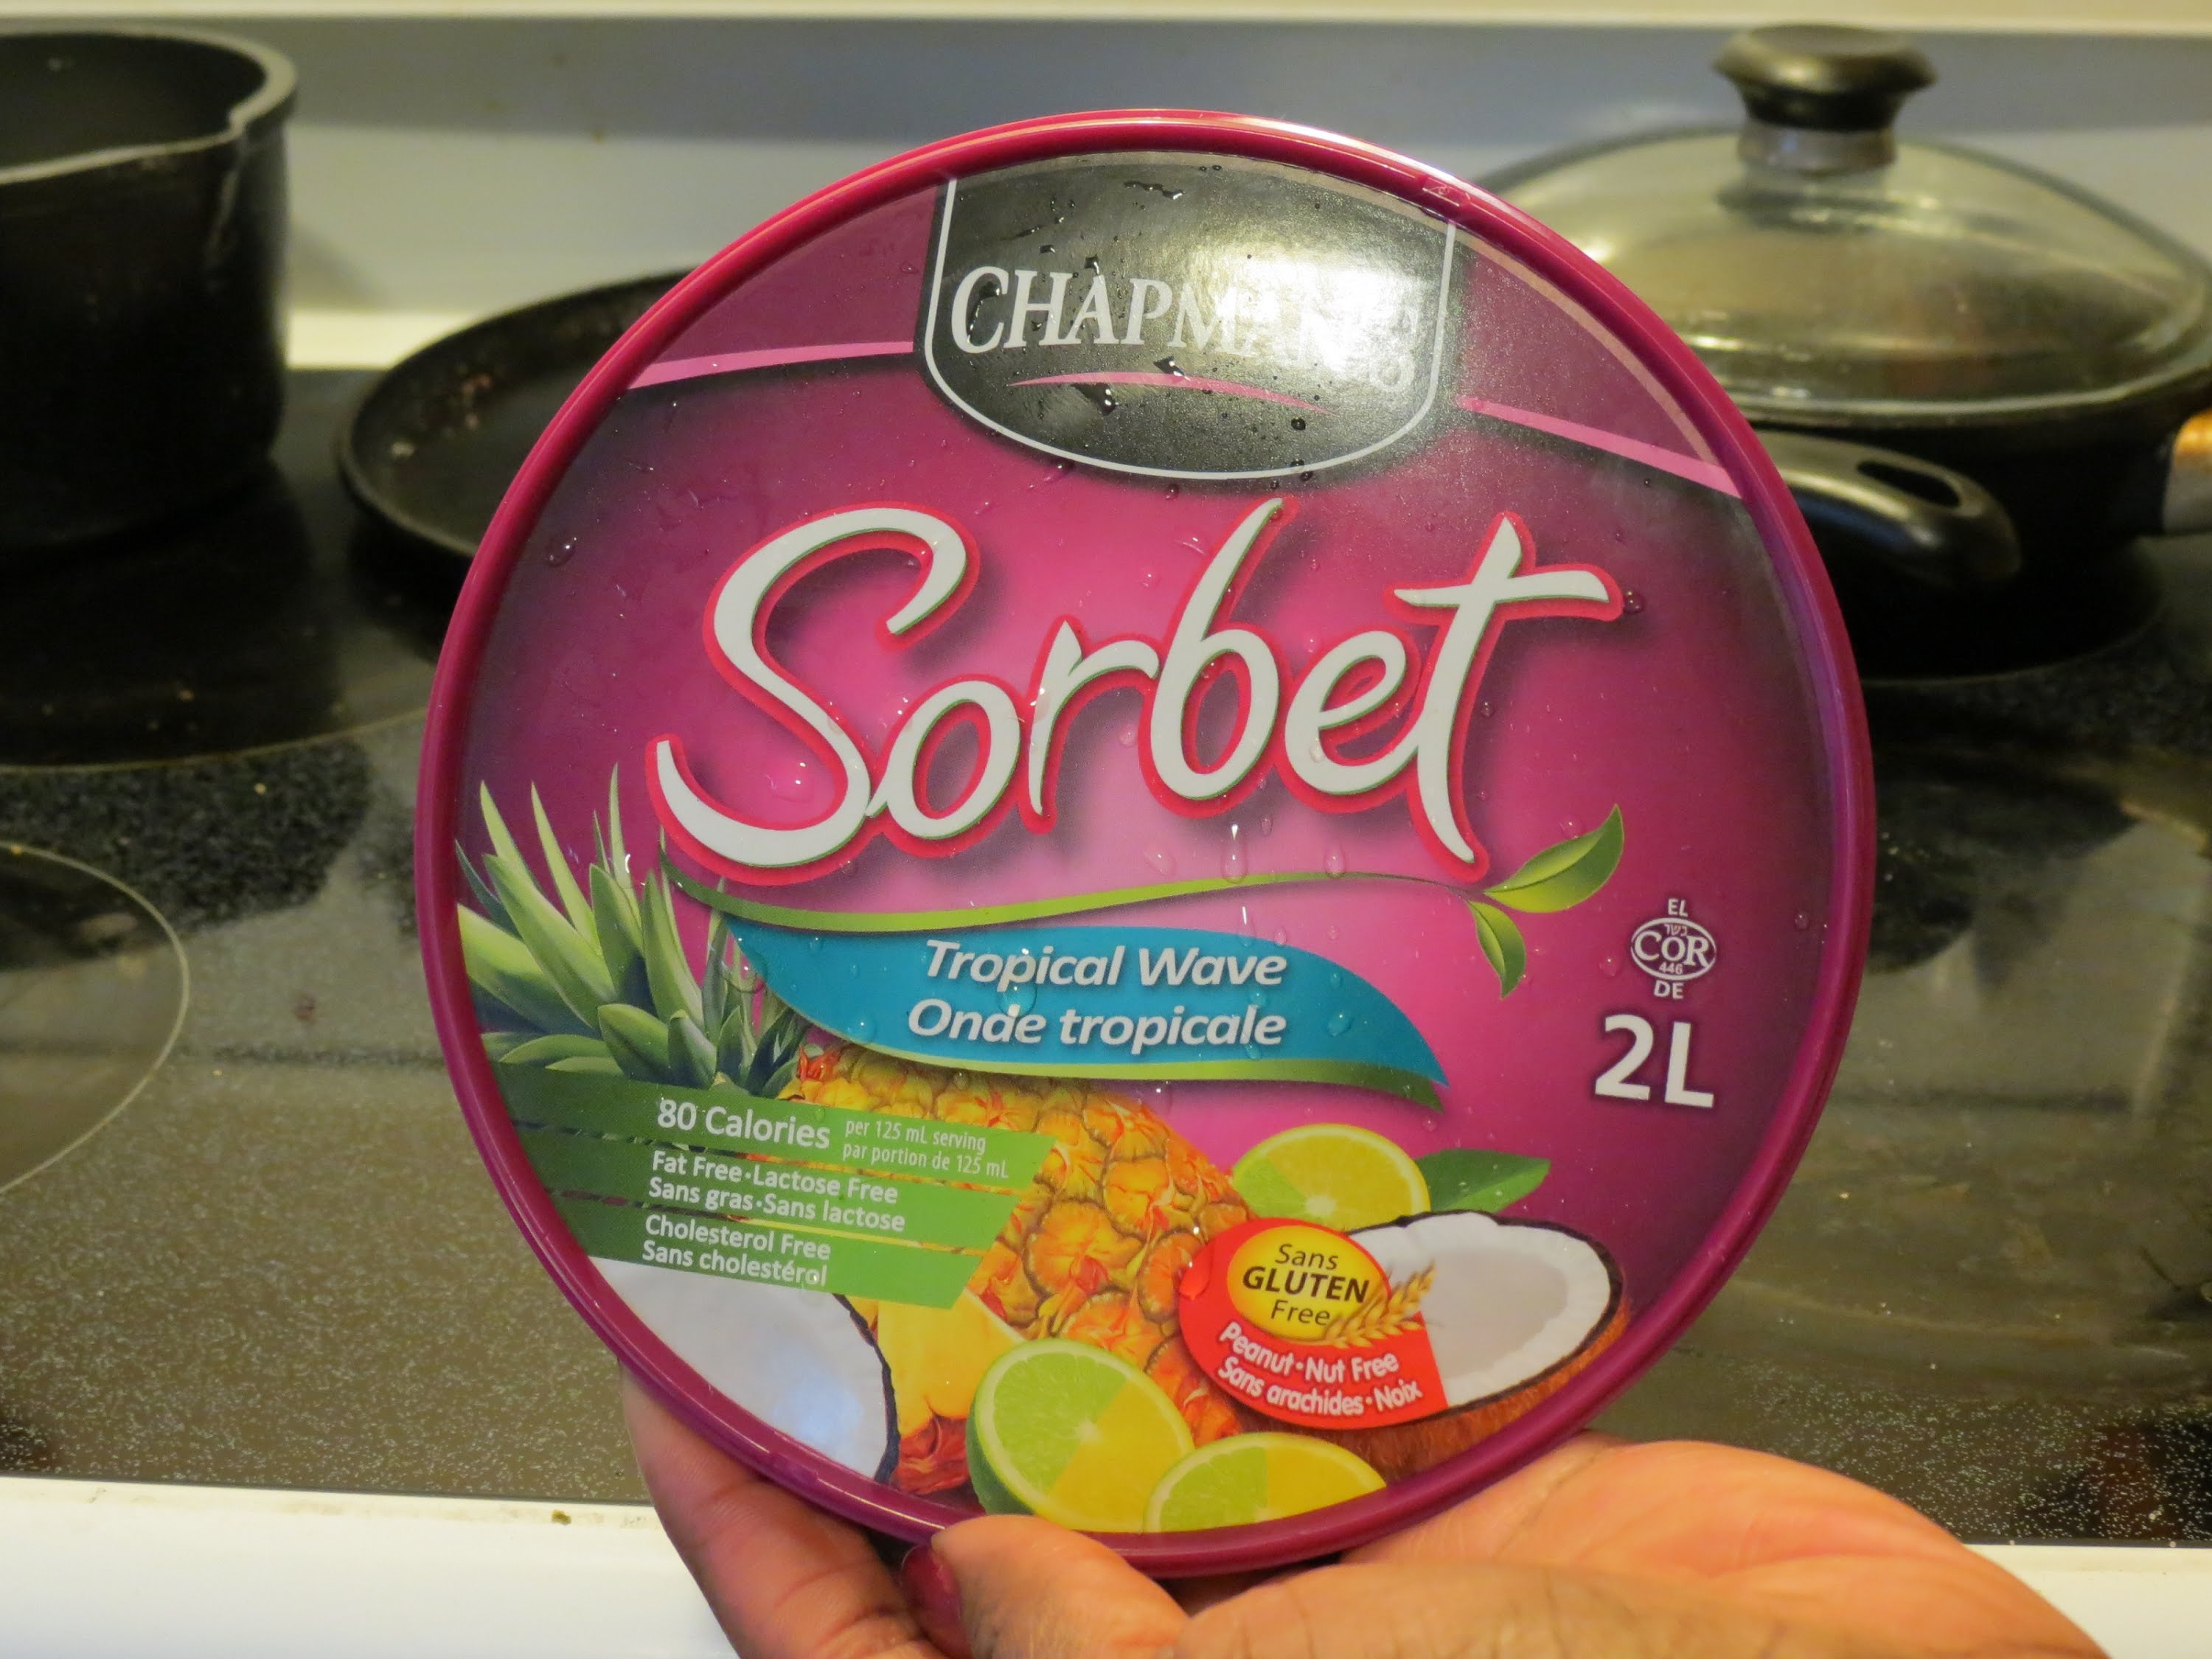 CHAPMAN'S
Sorbet
Tropical Wave
Onde tropicale
EL
כשר
COR
446
DE
2L
80 Calories per 125 mL serving
par portion de 125 mL
Fat Free•Lactose Free
Sans gras•Sans lactose
Cholesterol Free
Sans cholestérol
Sans
GLUTEN
Free
Peanut•Nut Free
Sans arachides•Noix